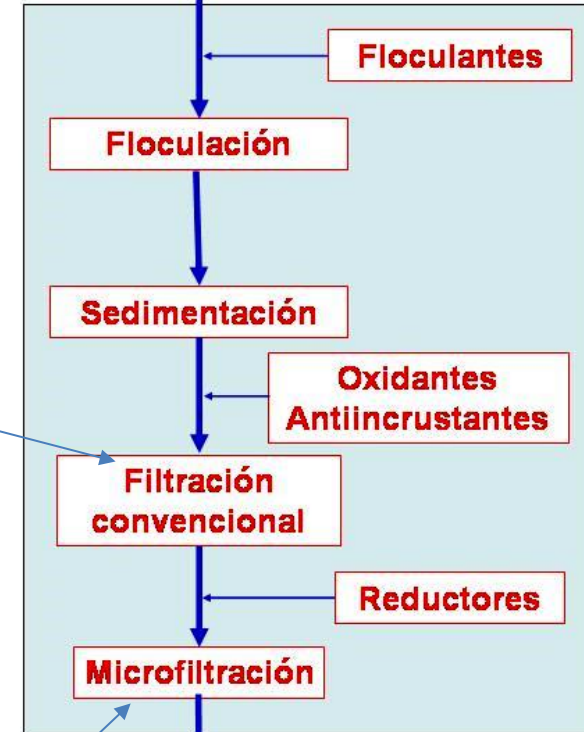 Floculantes
Floculación
Sedimentación
Oxidantes
Antiincrustantes
Filtración
convencional
Reductores
Microfiltración